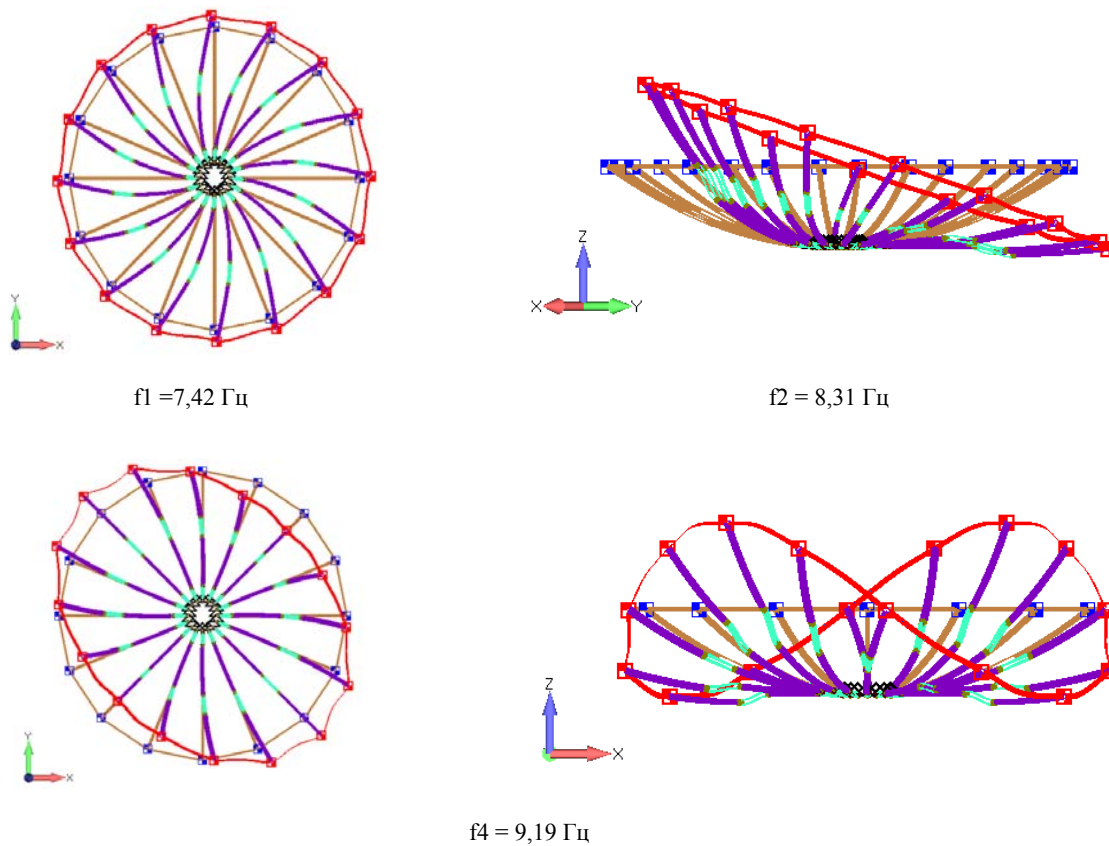 Y
X
f1 =7,42 Гц
Z
X
Y
f2 = 8,31 Гц
Y
X
Z
X
f4 = 9,19 Гц